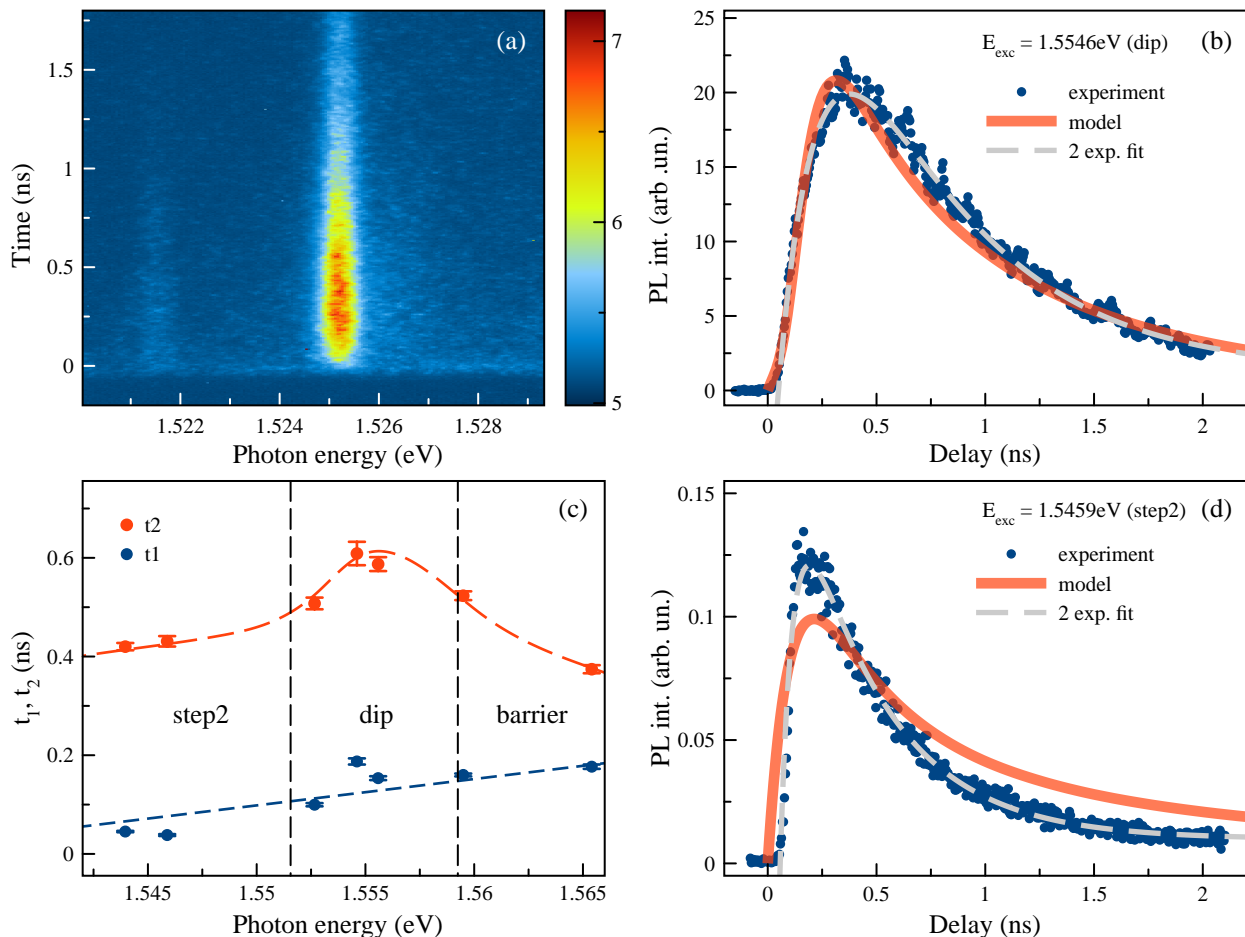 (a)
Time (ns)
1.5
1
0.5
0
1.522
1.524
1.526
1.528
Photon energy (eV)
7
6
5
(b)
E_exc = 1.5546eV (dip)
experiment
model
2 exp. fit
PL int. (arb .un.)
25
20
15
10
5
0
0
0.5
1
1.5
2
Delay (ns)
(c)
t2
t1
t_1, t_2 (ns)
0.6
0.4
0.2
0
step2
dip
barrier
1.545
1.55
1.555
1.56
1.565
Photon energy (eV)
(d)
E_exc = 1.5459eV (step2)
experiment
model
2 exp. fit
PL int. (arb. un.)
0.15
0.1
0.05
0
0
0.5
1
1.5
2
Delay (ns)